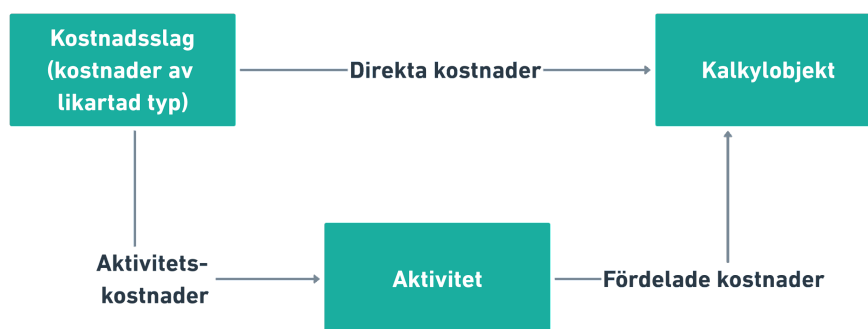 Kostnadsslag
(kostnader av
likartad typ)
Direkta kostnader
Kalkylobjekt
Aktivitets-
kostnader
Aktivitet
Fördelade kostnader